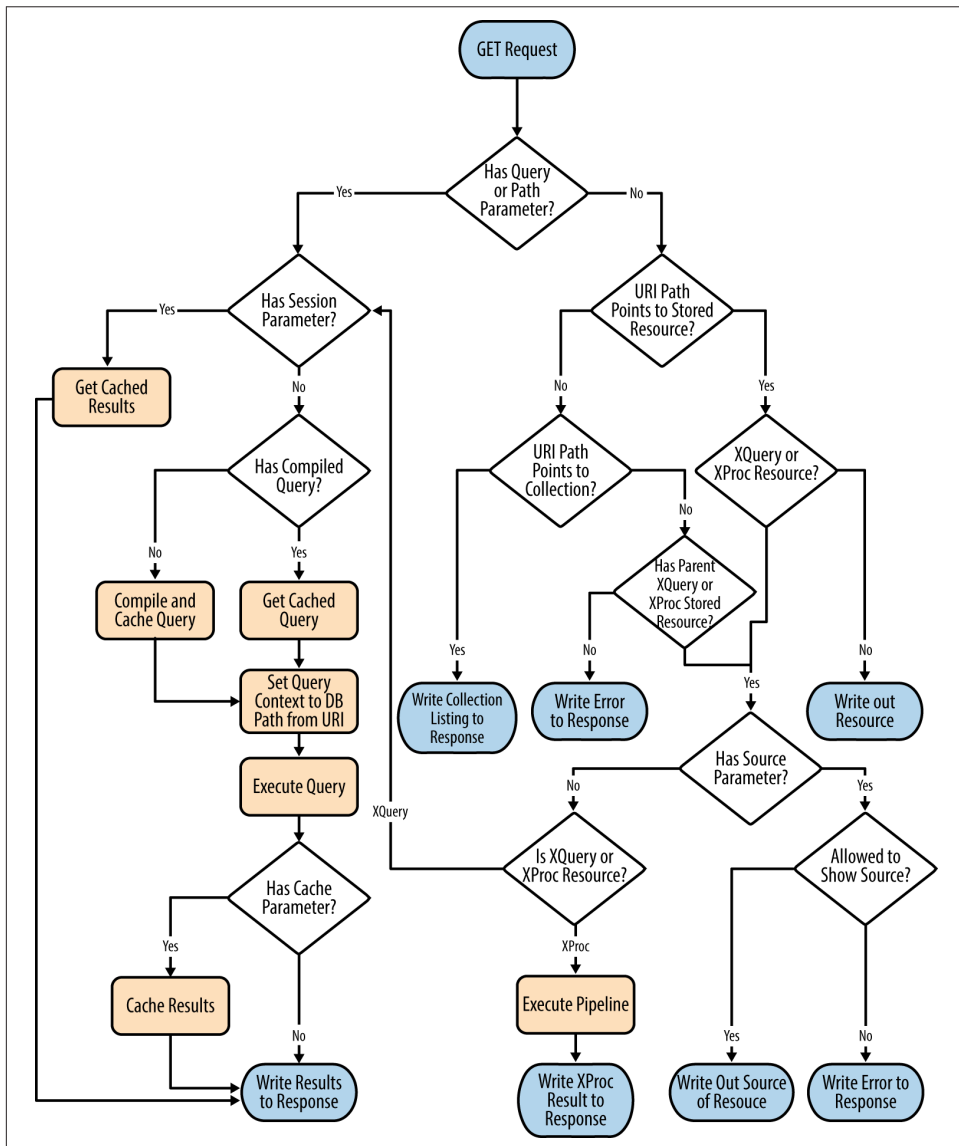 GET Request
Has Query
or Path
Parameter?
Yes
No
Has Session
Parameter?
URI Path
Points to Stored
Resource?
Yes
Get Cached
Results
No
No
Yes
Has Compiled
Query?
URI Path
Points to
Collection?
XQuery or
XProc Resource?
No
No
Yes
Has Parent
XQuery or
XProc Stored
Resource?
Compile and
Cache Query
Get Cached
Query
Yes
No
No
Yes
Set Query
Context to DB
Path from URI
Write Collection
Listing to
Response
Write Error
to Response
Write out
Resource
Has Source
Parameter?
Execute Query
No
Yes
XQuery
Is XQuery or
XProc Resource?
Allowed to
Show Source?
Has Cache
Parameter?
Yes
XProc
Cache Results
Execute Pipeline
No
Yes
No
Write Results
to Response
Write XProc
Result to
Response
Write Out Source
of Resouce
Write Error to
Response